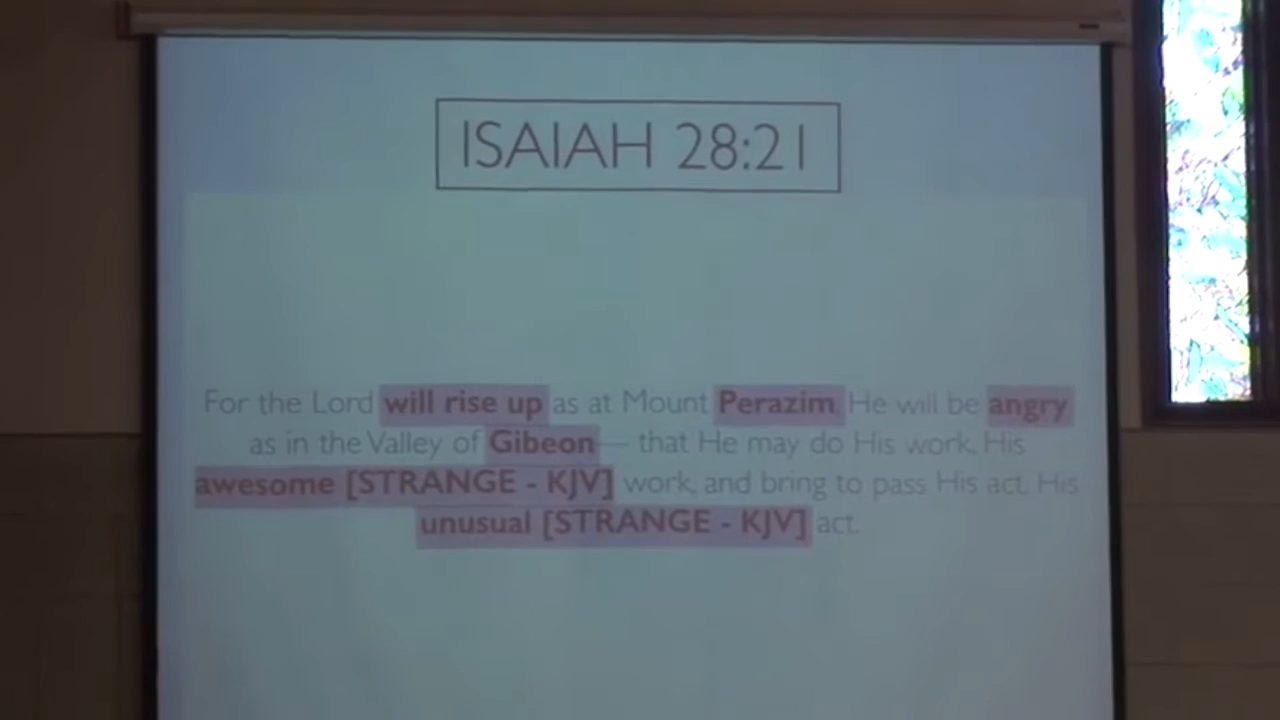 ISAIAH 28:21
For the Lord will rise up as at Mount Perazim, He will be angry
as in the Valley of Gibeon— that He may do His work, His
awesome [STRANGE - KJV] work, and bring to pass His act, His
unusual [STRANGE - KJV] act.